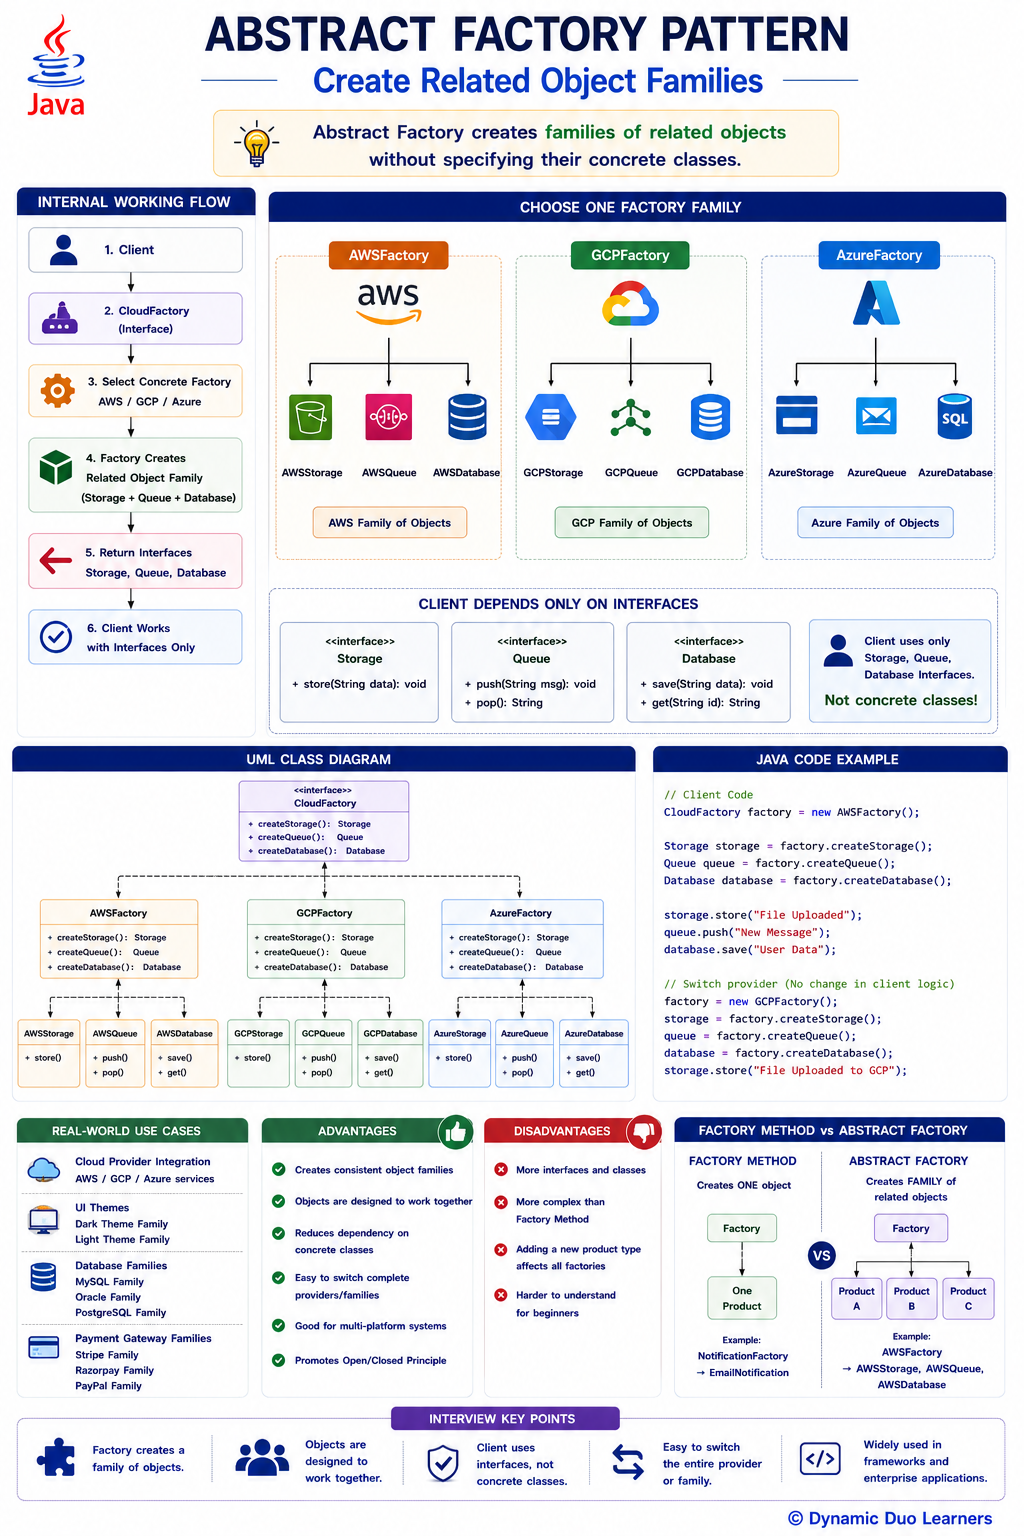 Java
ABSTRACT FACTORY PATTERN
Create Related Object Families
Abstract Factory creates families of related objects
without specifying their concrete classes.
INTERNAL WORKING FLOW
1. Client
2. CloudFactory
(Interface)
3. Select Concrete Factory
AWS / GCP / Azure
4. Factory Creates
Related Object Family
(Storage + Queue + Database)
5. Return Interfaces
Storage, Queue, Database
6. Client Works
with Interfaces Only
CHOOSE ONE FACTORY FAMILY
AWSFactory
aws
AWSStorage AWSQueue AWSDatabase
AWS Family of Objects
GCPFactory
GCPStorage GCPQueue GCPDatabase
GCP Family of Objects
AzureFactory
SQL
AzureStorage AzureQueue AzureDatabase
Azure Family of Objects
CLIENT DEPENDS ONLY ON INTERFACES
<<interface>>
Storage
+ store(String data): void
<<interface>>
Queue
+ push(String msg): void
+ pop(): String
<<interface>>
Database
+ save(String data): void
+ get(String id): String
Client uses only
Storage, Queue,
Database Interfaces.
Not concrete classes!
UML CLASS DIAGRAM
<<interface>>
CloudFactory
+ createStorage(): Storage
+ createQueue(): Queue
+ createDatabase(): Database
AWSFactory
+ createStorage(): Storage
+ createQueue(): Queue
+ createDatabase(): Database
GCPFactory
+ createStorage(): Storage
+ createQueue(): Queue
+ createDatabase(): Database
AzureFactory
+ createStorage(): Storage
+ createQueue(): Queue
+ createDatabase(): Database
AWSStorage
+ store()
AWSQueue
+ push()
+ pop()
AWSDatabase
+ save()
+ get()
GCPStorage
+ store()
GCPQueue
+ push()
+ pop()
GCPDatabase
+ save()
+ get()
AzureStorage
+ store()
AzureQueue
+ push()
+ pop()
AzureDatabase
+ save()
+ get()
JAVA CODE EXAMPLE
// Client Code
CloudFactory factory = new AWSFactory();
Storage storage = factory.createStorage();
Queue queue = factory.createQueue();
Database database = factory.createDatabase();
storage.store("File Uploaded");
queue.push("New Message");
database.save("User Data");
// Switch provider (No change in client logic)
factory = new GCPFactory();
storage = factory.createStorage();
queue = factory.createQueue();
database = factory.createDatabase();
storage.store("File Uploaded to GCP");
REAL-WORLD USE CASES
Cloud Provider Integration
AWS / GCP / Azure services
UI Themes
Dark Theme Family
Light Theme Family
Database Families
MySQL Family
Oracle Family
PostgreSQL Family
Payment Gateway Families
Stripe Family
Razorpay Family
PayPal Family
ADVANTAGES
Creates consistent object families
Objects are designed to work together
Reduces dependency on
concrete classes
Easy to switch complete
providers/families
Good for multi-platform systems
Promotes Open/Closed Principle
DISADVANTAGES
More interfaces and classes
More complex than
Factory Method
Adding a new product type
affects all factories
Harder to understand
for beginners
FACTORY METHOD vs ABSTRACT FACTORY
FACTORY METHOD
Creates ONE object
Factory
One
Product
Example:
NotificationFactory
→ EmailNotification
VS
ABSTRACT FACTORY
Creates FAMILY of
related objects
Factory
Product
A
Product
B
Product
C
Example:
AWSFactory
→ AWSStorage, AWSQueue,
AWSDatabase
INTERVIEW KEY POINTS
Factory creates a
family of objects.
Objects are
designed to
work together.
Client uses
interfaces, not
concrete classes.
Easy to switch
the entire provider
or family.
</>
Widely used in
frameworks and
enterprise applications.
© Dynamic Duo Learners